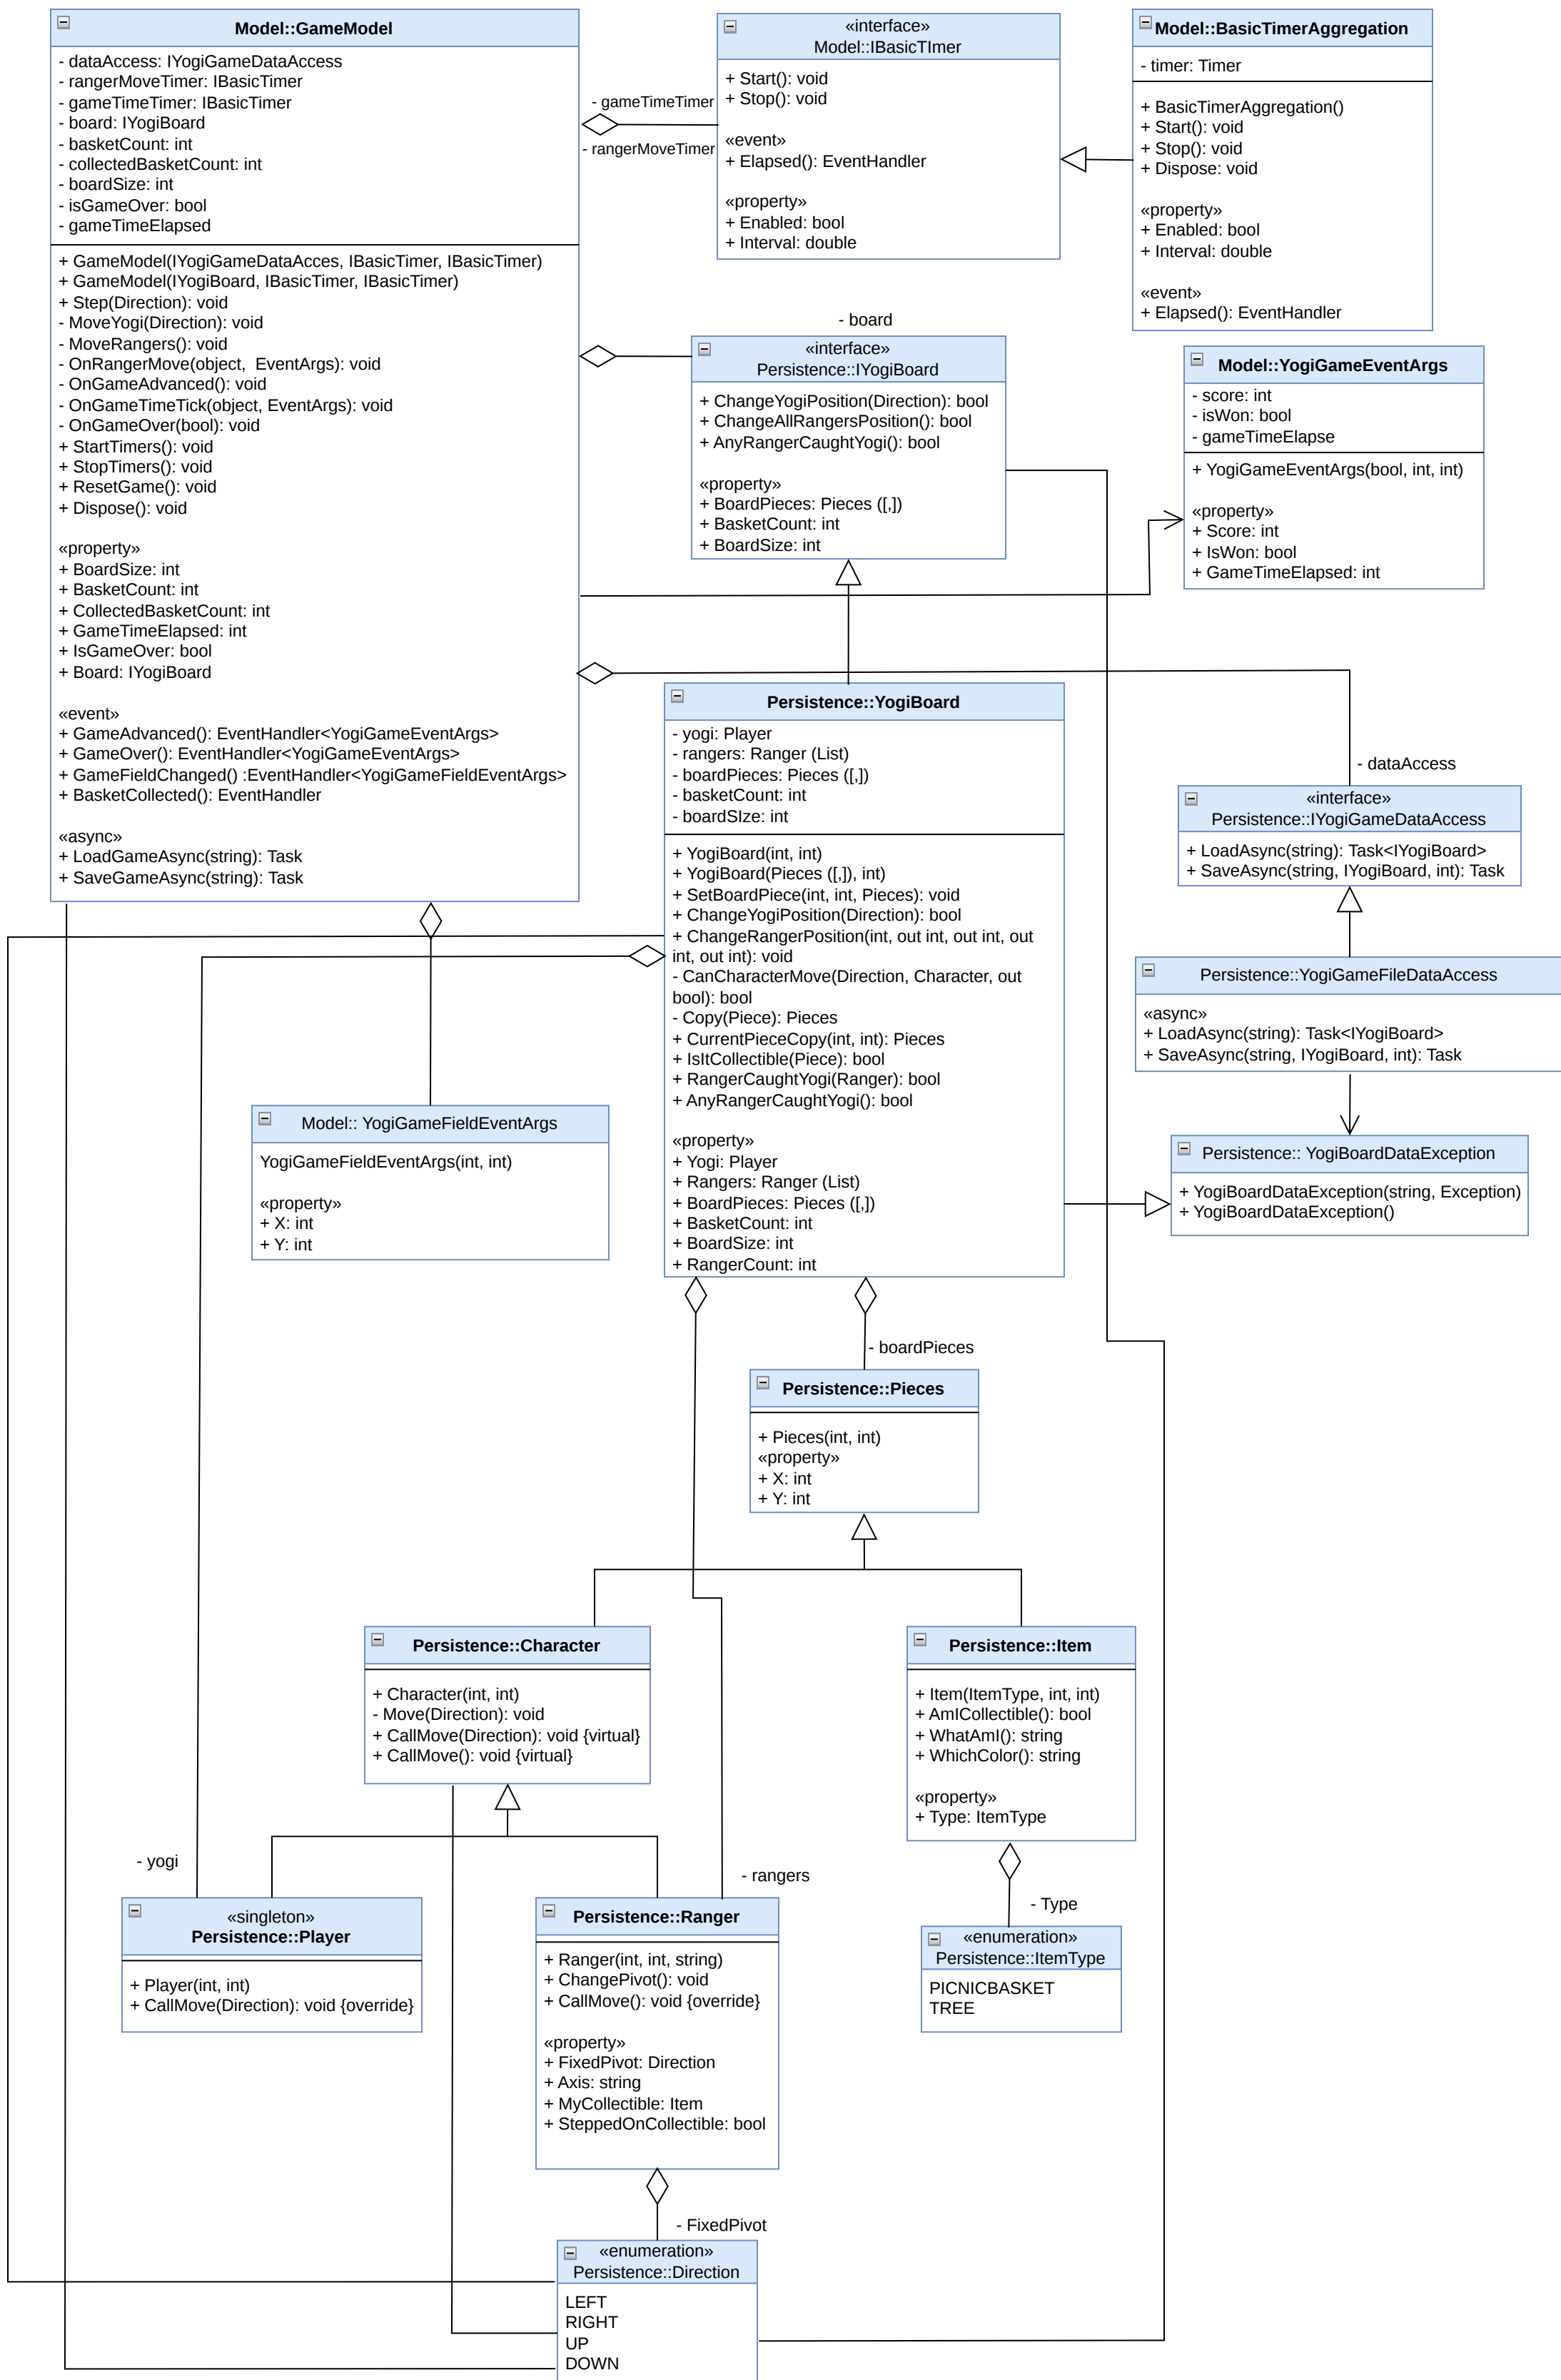 Model::GameModel
- dataAccess: IYogiGameDataAccess
- rangerMoveTimer: IBasicTimer
- gameTimeTimer: IBasicTimer
- board: IYogiBoard
- basketCount: int
- collectedBasketCount: int
- boardSize: int
- isGameOver: bool
- gameTimeElapsed
+ GameModel(IYogiGameDataAcces, IBasicTimer, IBasicTimer)
+ GameModel(IYogiBoard, IBasicTimer, IBasicTimer)
+ Step(Direction): void
- MoveYogi(Direction): void
- MoveRangers(): void
- OnRangerMove(object,  EventArgs): void
- OnGameAdvanced(): void
- OnGameTimeTick(object, EventArgs): void
- OnGameOver(bool): void
+ StartTimers(): void
+ StopTimers(): void
+ ResetGame(): void
+ Dispose(): void
«property»
+ BoardSize: int
+ BasketCount: int
+ CollectedBasketCount: int
+ GameTimeElapsed: int
+ IsGameOver: bool
+ Board: IYogiBoard
«event»
+ GameAdvanced(): EventHandler<YogiGameEventArgs>
+ GameOver(): EventHandler<YogiGameEventArgs>
+ GameFieldChanged() :EventHandler<YogiGameFieldEventArgs>
+ BasketCollected(): EventHandler
«async»
+ LoadGameAsync(string): Task
+ SaveGameAsync(string): Task
- gameTimeTimer
- rangerMoveTimer
«interface»
Model::IBasicTImer
+ Start(): void
+ Stop(): void
«event»
+ Elapsed(): EventHandler
«property»
+ Enabled: bool
+ Interval: double
Model::BasicTimerAggregation
- timer: Timer
+ BasicTimerAggregation()
+ Start(): void
+ Stop(): void
+ Dispose: void
«property»
+ Enabled: bool
+ Interval: double
«event»
+ Elapsed(): EventHandler
- board
«interface»
Persistence::IYogiBoard
+ ChangeYogiPosition(Direction): bool
+ ChangeAllRangersPosition(): bool
+ AnyRangerCaughtYogi(): bool
«property»
+ BoardPieces: Pieces ([,])
+ BasketCount: int
+ BoardSize: int
Model::YogiGameEventArgs
- score: int
- isWon: bool
- gameTimeElapse
+ YogiGameEventArgs(bool, int, int)
«property»
+ Score: int
+ IsWon: bool
+ GameTimeElapsed: int
Persistence::YogiBoard
- yogi: Player
- rangers: Ranger (List)
- boardPieces: Pieces ([,])
- basketCount: int
- boardSIze: int
+ YogiBoard(int, int)
+ YogiBoard(Pieces ([,]), int)
+ SetBoardPiece(int, int, Pieces): void
+ ChangeYogiPosition(Direction): bool
+ ChangeRangerPosition(int, out int, out int, out
int, out int): void
- CanCharacterMove(Direction, Character, out
bool): bool
- Copy(Piece): Pieces
+ CurrentPieceCopy(int, int): Pieces
+ IsItCollectible(Piece): bool
+ RangerCaughtYogi(Ranger): bool
+ AnyRangerCaughtYogi(): bool
«property»
+ Yogi: Player
+ Rangers: Ranger (List)
+ BoardPieces: Pieces ([,])
+ BasketCount: int
+ BoardSize: int
+ RangerCount: int
- dataAccess
«interface»
Persistence::IYogiGameDataAccess
+ LoadAsync(string): Task<IYogiBoard>
+ SaveAsync(string, IYogiBoard, int): Task
Persistence::YogiGameFileDataAccess
«async»
+ LoadAsync(string): Task<IYogiBoard>
+ SaveAsync(string, IYogiBoard, int): Task
Persistence:: YogiBoardDataException
+ YogiBoardDataException(string, Exception)
+ YogiBoardDataException()
Model:: YogiGameFieldEventArgs
YogiGameFieldEventArgs(int, int)
«property»
+ X: int
+ Y: int
- boardPieces
Persistence::Pieces
+ Pieces(int, int)
«property»
+ X: int
+ Y: int
Persistence::Character
+ Character(int, int)
- Move(Direction): void
+ CallMove(Direction): void {virtual}
+ CallMove(): void {virtual}
Persistence::Item
+ Item(ItemType, int, int)
+ AmICollectible(): bool
+ WhatAmI(): string
+ WhichColor(): string
«property»
+ Type: ItemType
- yogi
- rangers
«singleton»
Persistence::Player
+ Player(int, int)
+ CallMove(Direction): void {override}
Persistence::Ranger
+ Ranger(int, int, string)
+ ChangePivot(): void
+ CallMove(): void {override}
«property»
+ FixedPivot: Direction
+ Axis: string
+ MyCollectible: Item
+ SteppedOnCollectible: bool
- Type
«enumeration»
Persistence::ItemType
PICNICBASKET
TREE
- FixedPivot
«enumeration»
Persistence::Direction
LEFT
RIGHT
UP
DOWN